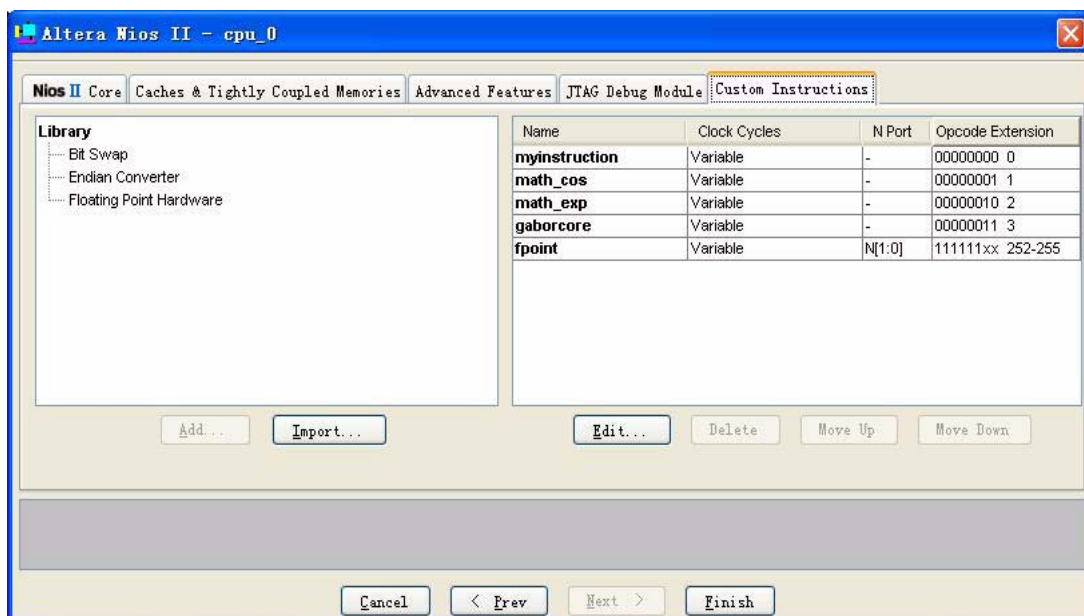 Altera Nios II - cpu_0
Nios II Core Caches & Tightly Coupled Memories Advanced Features JTAG Debug Module Custom Instructions
Library
Bit Swap
Endian Converter
Floating Point Hardware
Name Clock Cycles N Port Opcode Extension
myinstruction Variable - 00000000 0
math_cos Variable - 00000001 1
math_exp Variable - 00000010 2
gaborcore Variable - 00000011 3
fpoint Variable N[1:0] 111111xx 252-255
Add... Import... Edit... Delete Move Up Move Down
Cancel < Prev Next > Finish